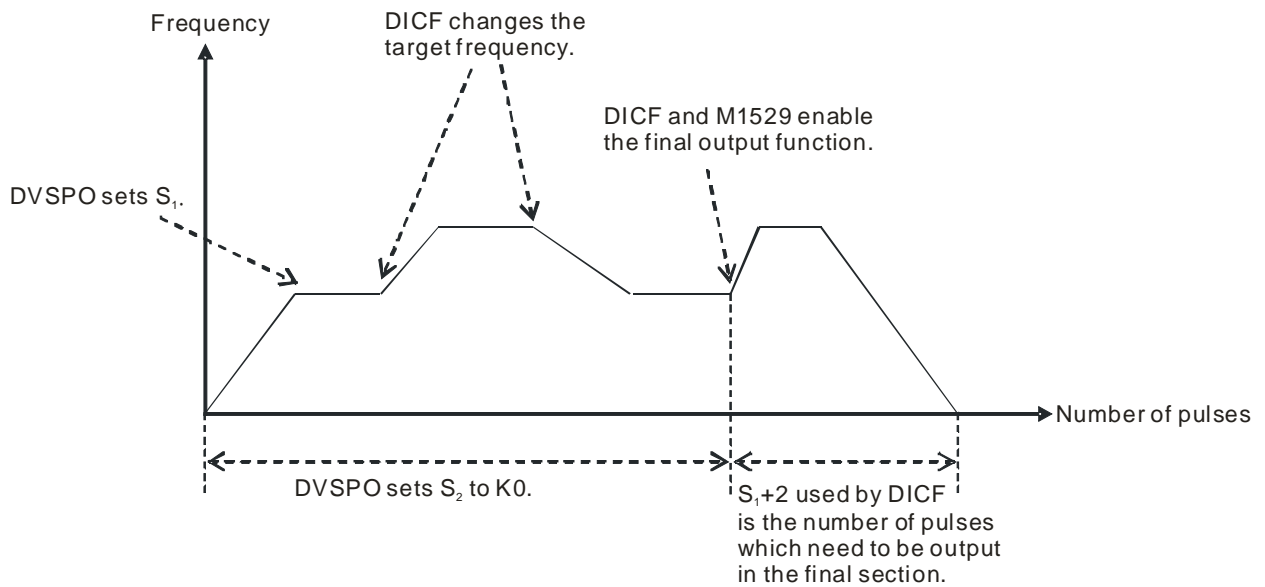 Frequency
DICF changes the
target frequency.
DICF and M1529 enable
the final output function.
DVSPO sets S₁.
Number of pulses
DVSPO sets S₂ to K0.
S₁+2 used by DICF
is the number of pulses
which need to be output
in the final section.